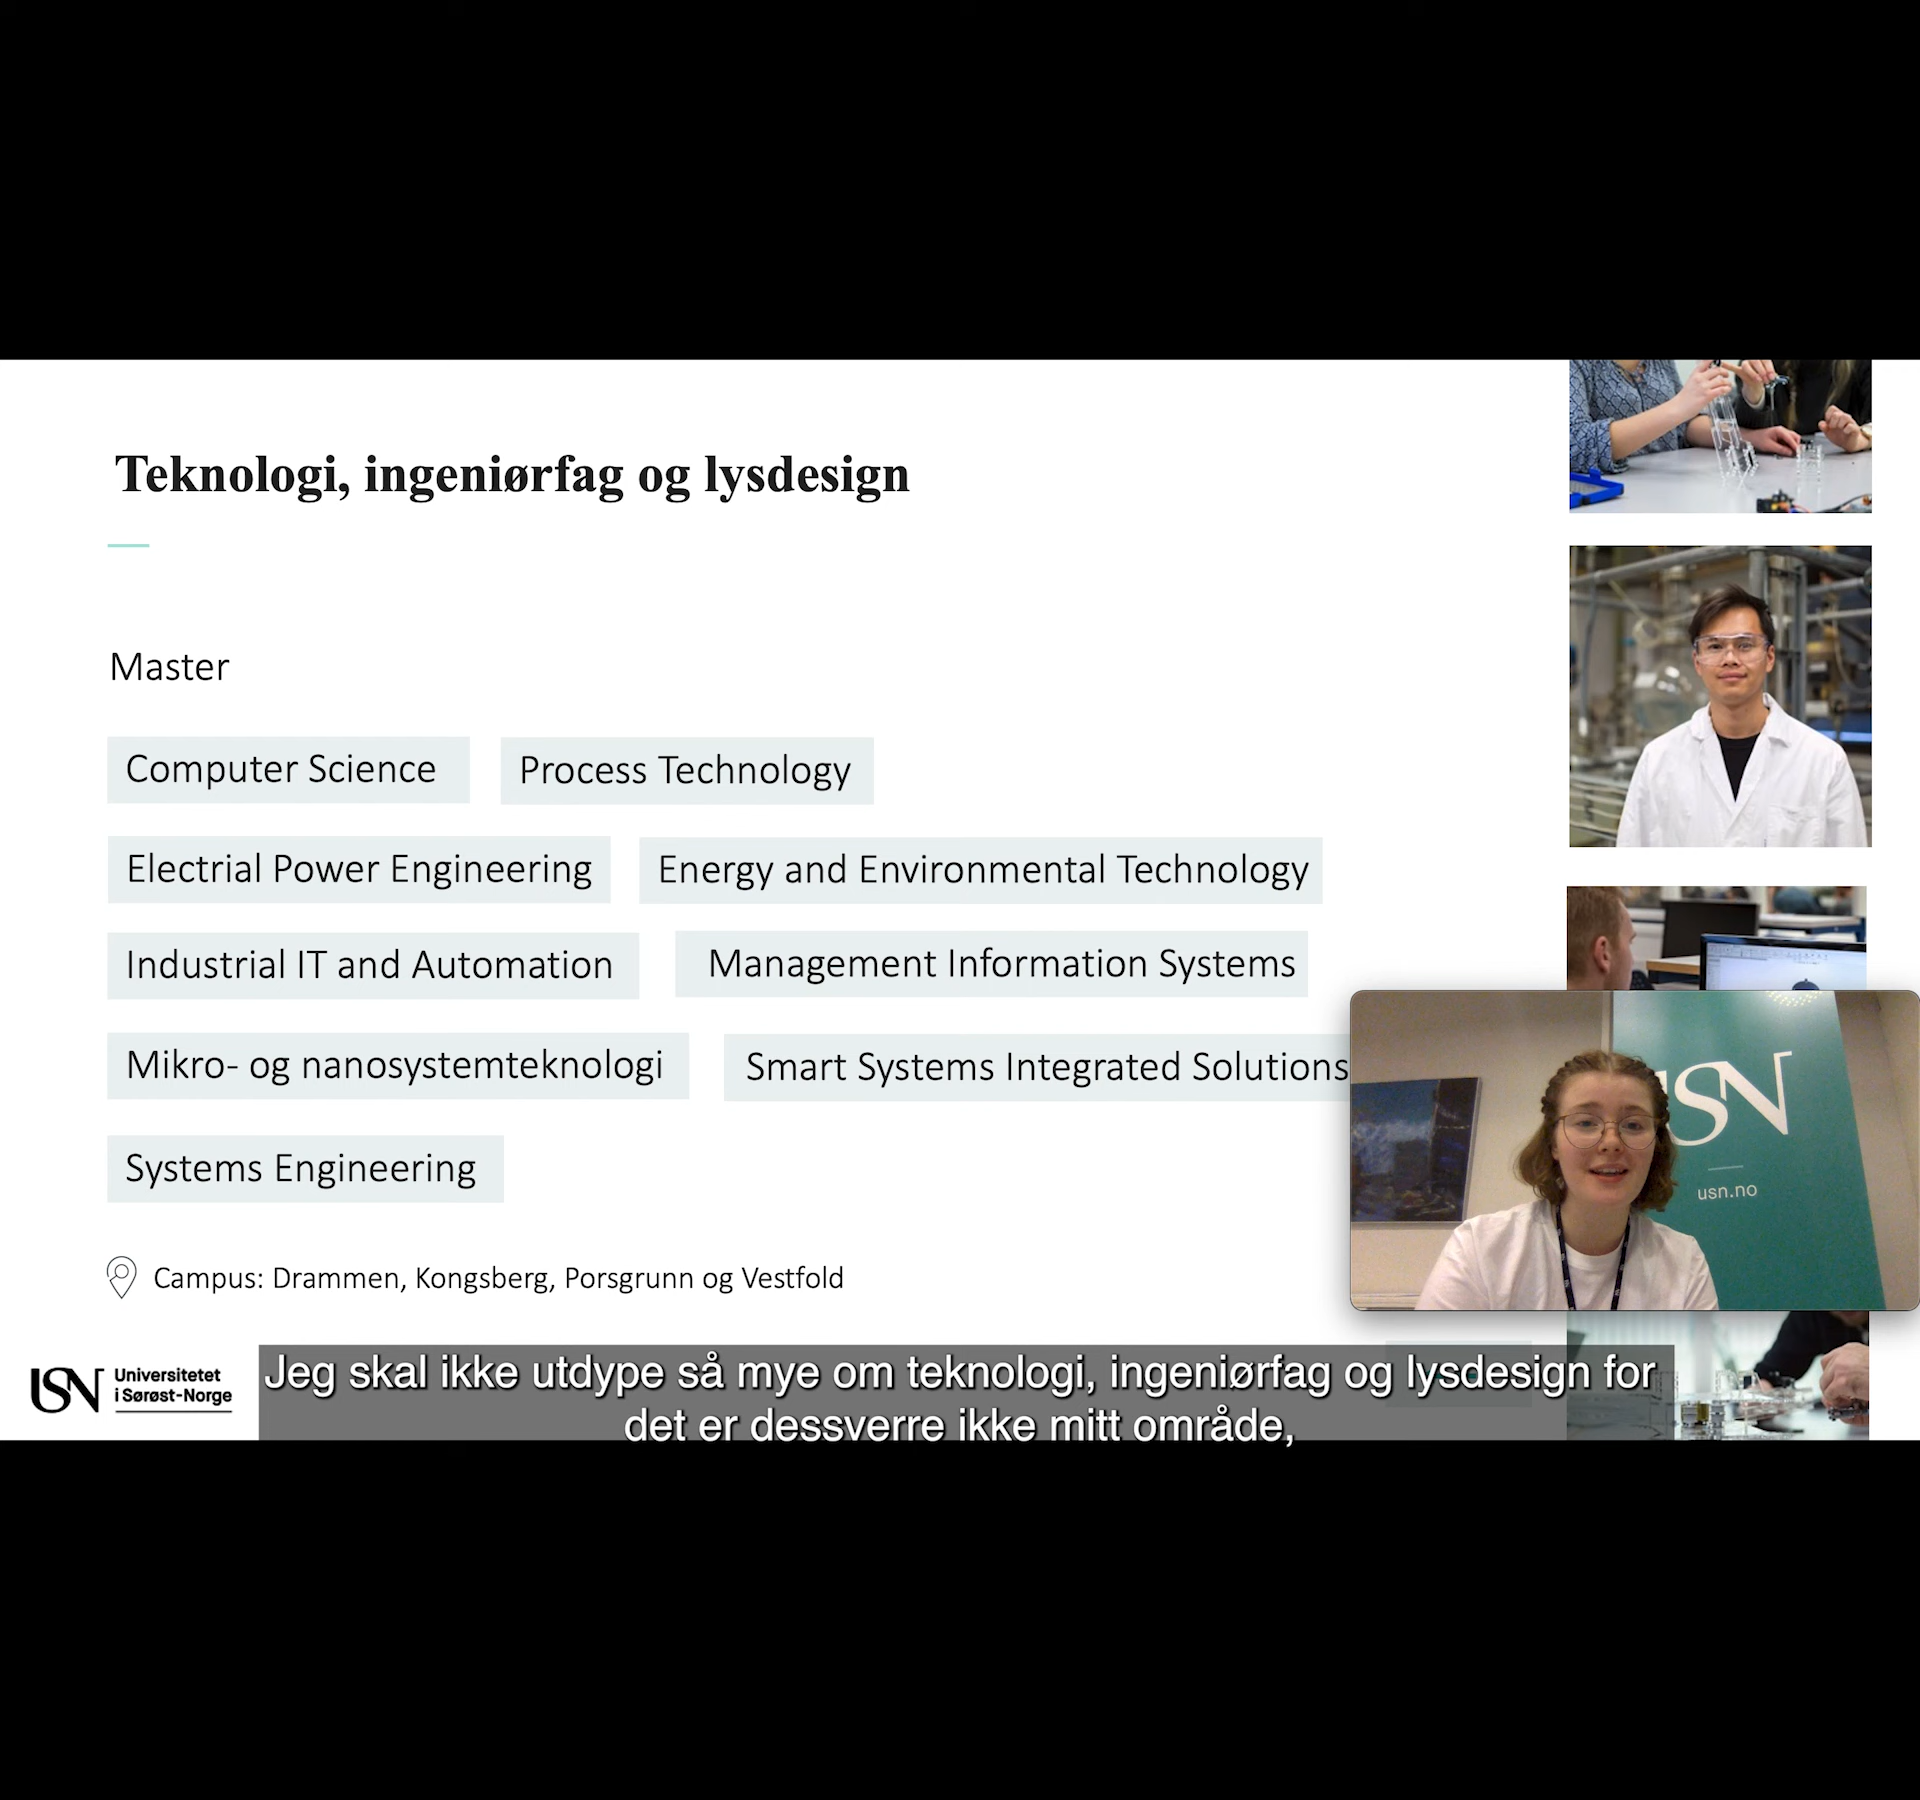 Teknologi, ingeniørfag og lysdesign
Master
Computer Science
Process Technology
Electrial Power Engineering
Energy and Environmental Technology
Industrial IT and Automation
Management Information Systems
Mikro- og nanosystemteknologi
Smart Systems Integrated Solutions
Systems Engineering
Campus: Drammen, Kongsberg, Porsgrunn og Vestfold
USN
usn.no
USN Universitetet
i Sørøst-Norge
Jeg skal ikke utdype så mye om teknologi, ingeniørfag og lysdesign for
det er dessverre ikke mitt område,